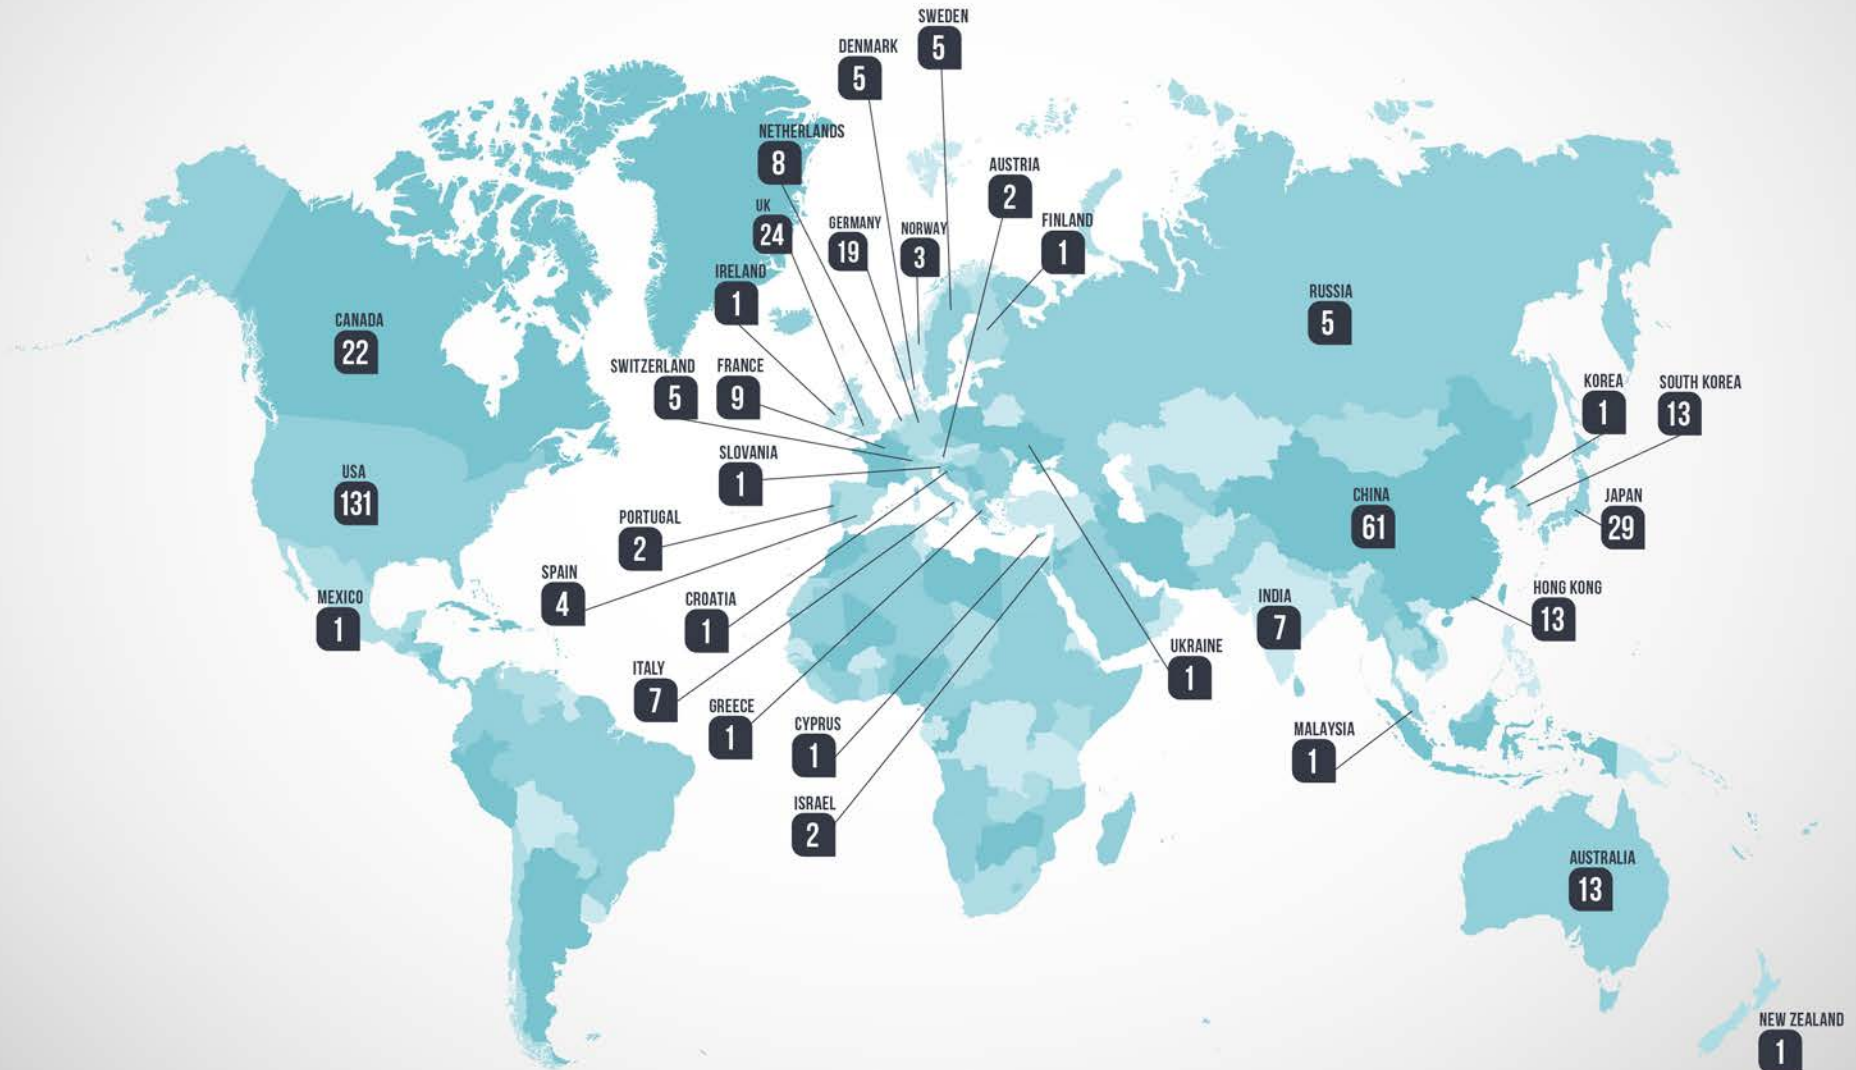 SWEDEN
5
DENMARK
5
NETHERLANDS
8
AUSTRIA
2
UK
24
GERMANY
19
NORWAY
3
FINLAND
1
IRELAND
1
RUSSIA
5
CANADA
22
SWITZERLAND
5
FRANCE
9
KOREA
1
SOUTH KOREA
13
SLOVANIA
1
USA
131
CHINA
61
JAPAN
29
PORTUGAL
2
SPAIN
4
MEXICO
1
CROATIA
1
INDIA
7
HONG KONG
13
ITALY
7
UKRAINE
1
GREECE
1
CYPRUS
1
MALAYSIA
1
ISRAEL
2
AUSTRALIA
13
NEW ZEALAND
1